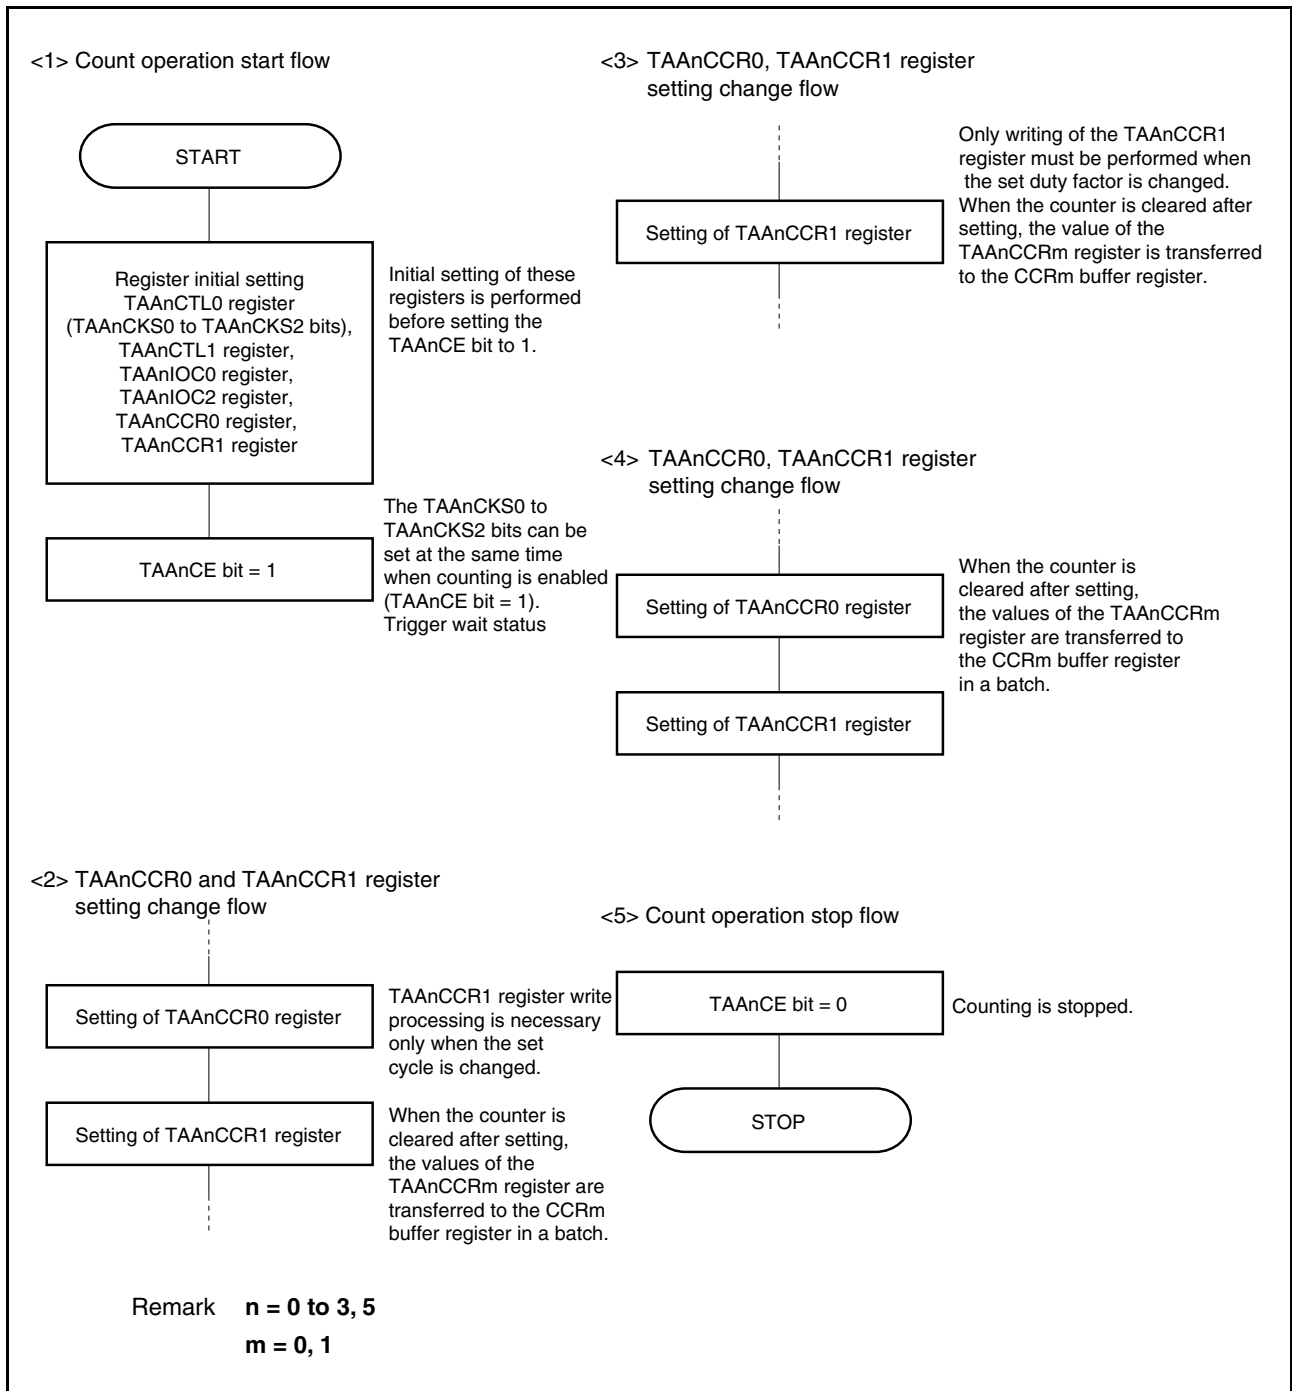 <1> Count operation start flow
START
Register initial setting
TAAnCTL0 register
(TAAnCKS0 to TAAnCKS2 bits),
TAAnCTL1 register,
TAAnIOC0 register,
TAAnIOC2 register,
TAAnCCR0 register,
TAAnCCR1 register
Initial setting of these
registers is performed
before setting the
TAAnCE bit to 1.
TAAnCE bit = 1
The TAAnCKS0 to
TAAnCKS2 bits can be
set at the same time
when counting is enabled
(TAAnCE bit = 1).
Trigger wait status
<2> TAAnCCR0 and TAAnCCR1 register
setting change flow
Setting of TAAnCCR0 register
TAAnCCR1 register write
processing is necessary
only when the set
cycle is changed.
Setting of TAAnCCR1 register
When the counter is
cleared after setting,
the values of the
TAAnCCRm register are
transferred to the CCRm
buffer register in a batch.
<3> TAAnCCR0, TAAnCCR1 register
setting change flow
Setting of TAAnCCR1 register
Only writing of the TAAnCCR1
register must be performed when
the set duty factor is changed.
When the counter is cleared after
setting, the value of the
TAAnCCRm register is transferred
to the CCRm buffer register.
<4> TAAnCCR0, TAAnCCR1 register
setting change flow
Setting of TAAnCCR0 register
When the counter is
cleared after setting,
the values of the TAAnCCRm
register are transferred to
the CCRm buffer register
in a batch.
Setting of TAAnCCR1 register
<5> Count operation stop flow
TAAnCE bit = 0
Counting is stopped.
STOP
Remark n = 0 to 3, 5
m = 0, 1